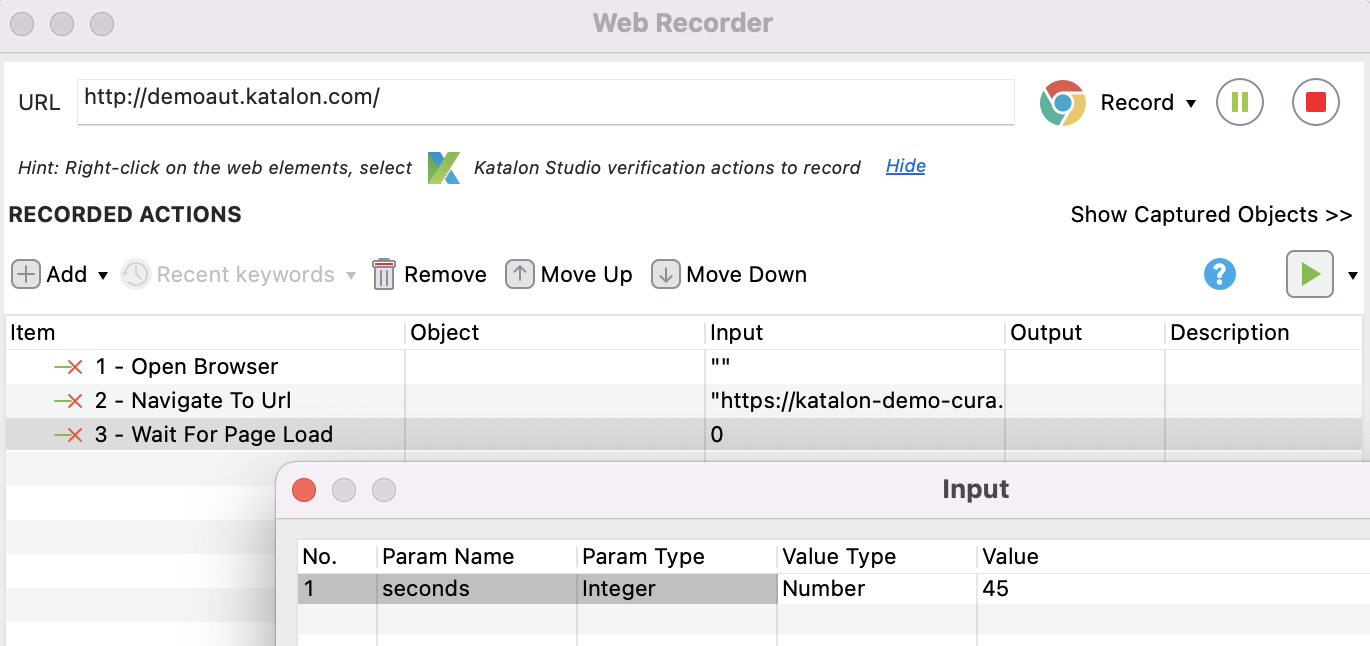 Web Recorder
URL http://demoaut.katalon.com/ Record
Hint: Right-click on the web elements, select Katalon Studio verification actions to record Hide
RECORDED ACTIONS Show Captured Objects >>
Add Recent keywords Remove Move Up Move Down ?
Item Object Input Output Description
1 - Open Browser ""
2 - Navigate To Url "https://katalon-demo-cura.
3 - Wait For Page Load 0
Input
No. Param Name Param Type Value Type Value
1 seconds Integer Number 45